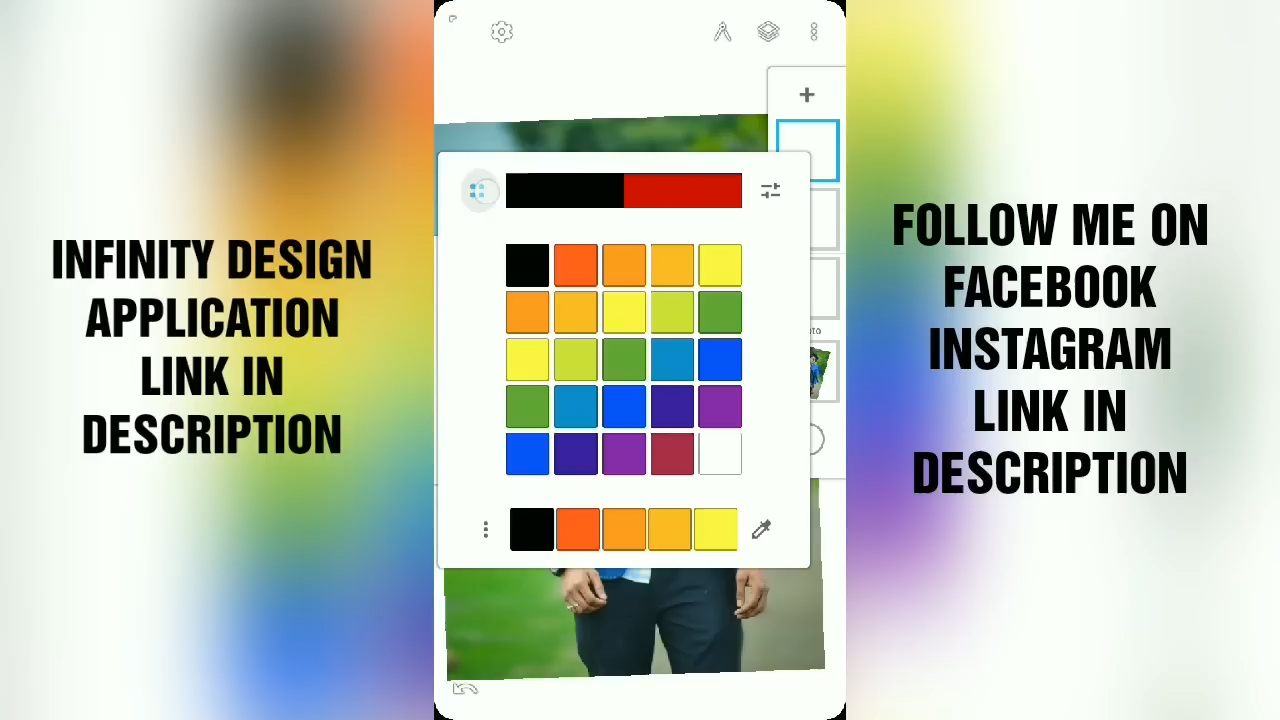 INFINITY DESIGN
APPLICATION
LINK IN
DESCRIPTION
FOLLOW ME ON
FACEBOOK
INSTAGRAM
LINK IN
DESCRIPTION